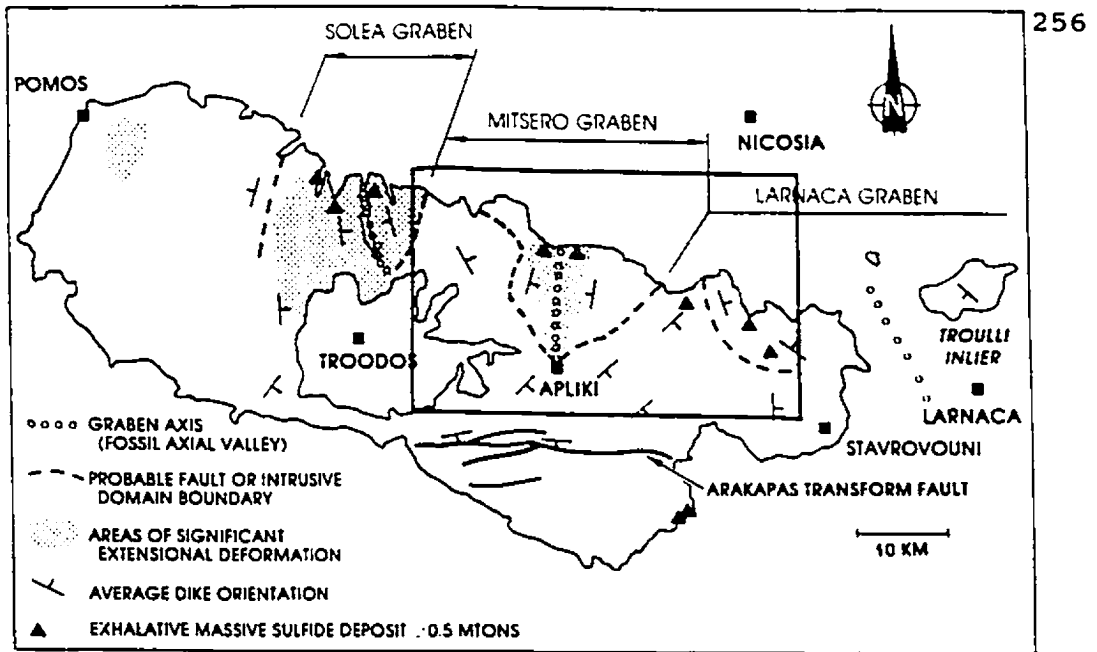 256
SOLEA GRABEN
POMOS
MITSERO GRABEN
NICOSIA
N
LARNACA GRABEN
TROODOS
APLIKI
TROULLI
INLIER
LARNACA
STAVROVOUNI
ARAKAPAS TRANSFORM FAULT
10 KM
GRABEN AXIS
(FOSSIL AXIAL VALLEY)
PROBABLE FAULT OR INTRUSIVE
DOMAIN BOUNDARY
AREAS OF SIGNIFICANT
EXTENSIONAL DEFORMATION
AVERAGE DIKE ORIENTATION
EXHALATIVE MASSIVE SULFIDE DEPOSIT 0.5 MTONS